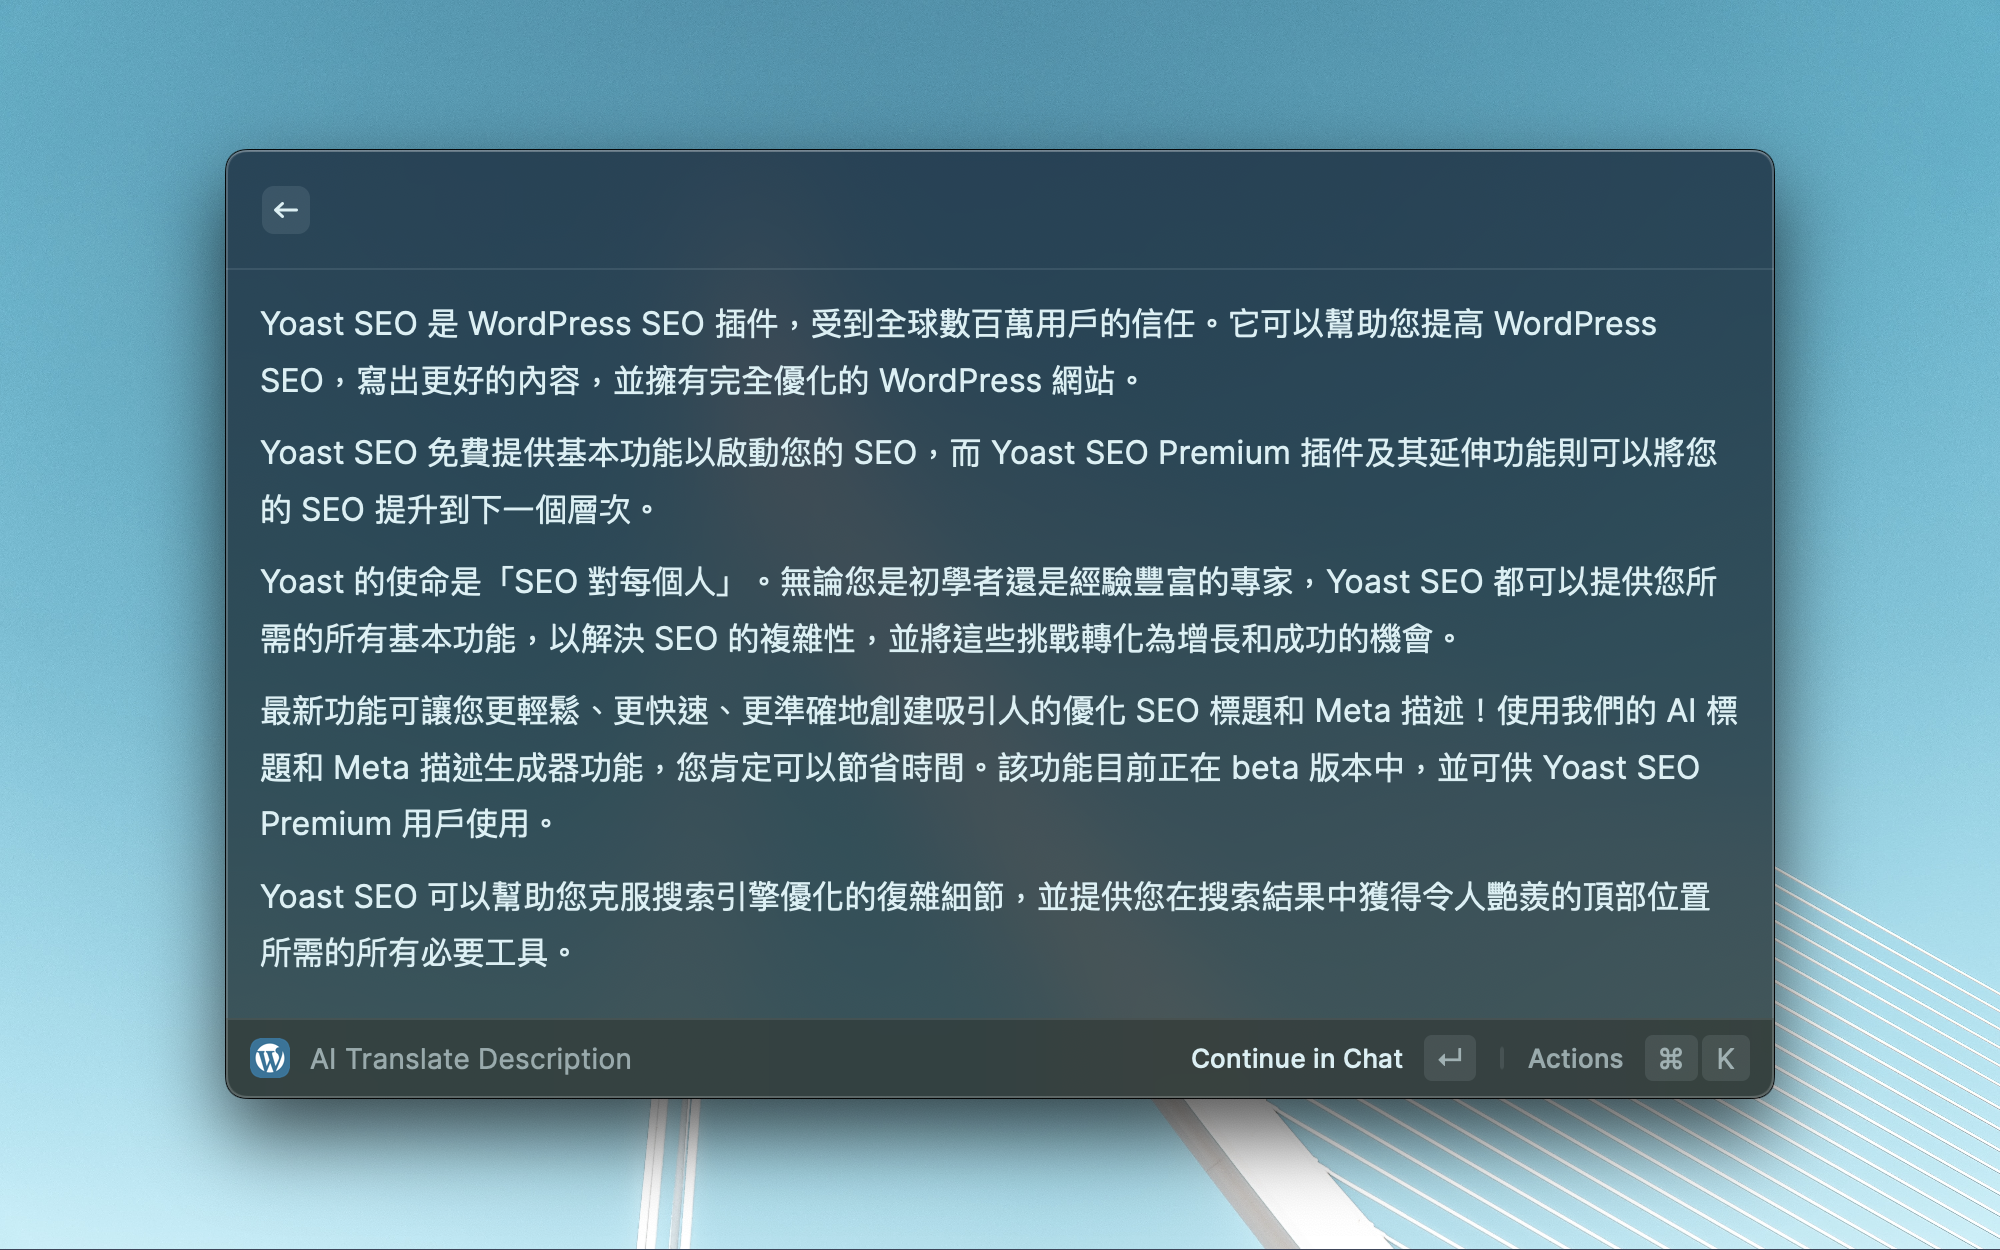 Yoast SEO 是 WordPress SEO 插件，受到全球數百萬用戶的信任。它可以幫助您提高 WordPress
SEO，寫出更好的內容，並擁有完全優化的 WordPress 網站。
Yoast SEO 免費提供基本功能以啟動您的 SEO，而 Yoast SEO Premium 插件及其延伸功能則可以將您
的 SEO 提升到下一個層次。
Yoast 的使命是「SEO 對每個人」。無論您是初學者還是經驗豐富的專家，Yoast SEO 都可以提供您所
需的所有基本功能，以解決 SEO 的複雜性，並將這些挑戰轉化為增長和成功的機會。
最新功能可讓您更輕鬆、更快速、更準確地創建吸引人的優化 SEO 標題和 Meta 描述！使用我們的 AI 標
題和 Meta 描述生成器功能，您肯定可以節省時間。該功能目前正在 beta 版本中，並可供 Yoast SEO
Premium 用戶使用。
Yoast SEO 可以幫助您克服搜索引擎優化的復雜細節，並提供您在搜索結果中獲得令人艷羨的頂部位置
所需的所有必要工具。
AI Translate Description Continue in Chat ↵ Actions ⌘ K